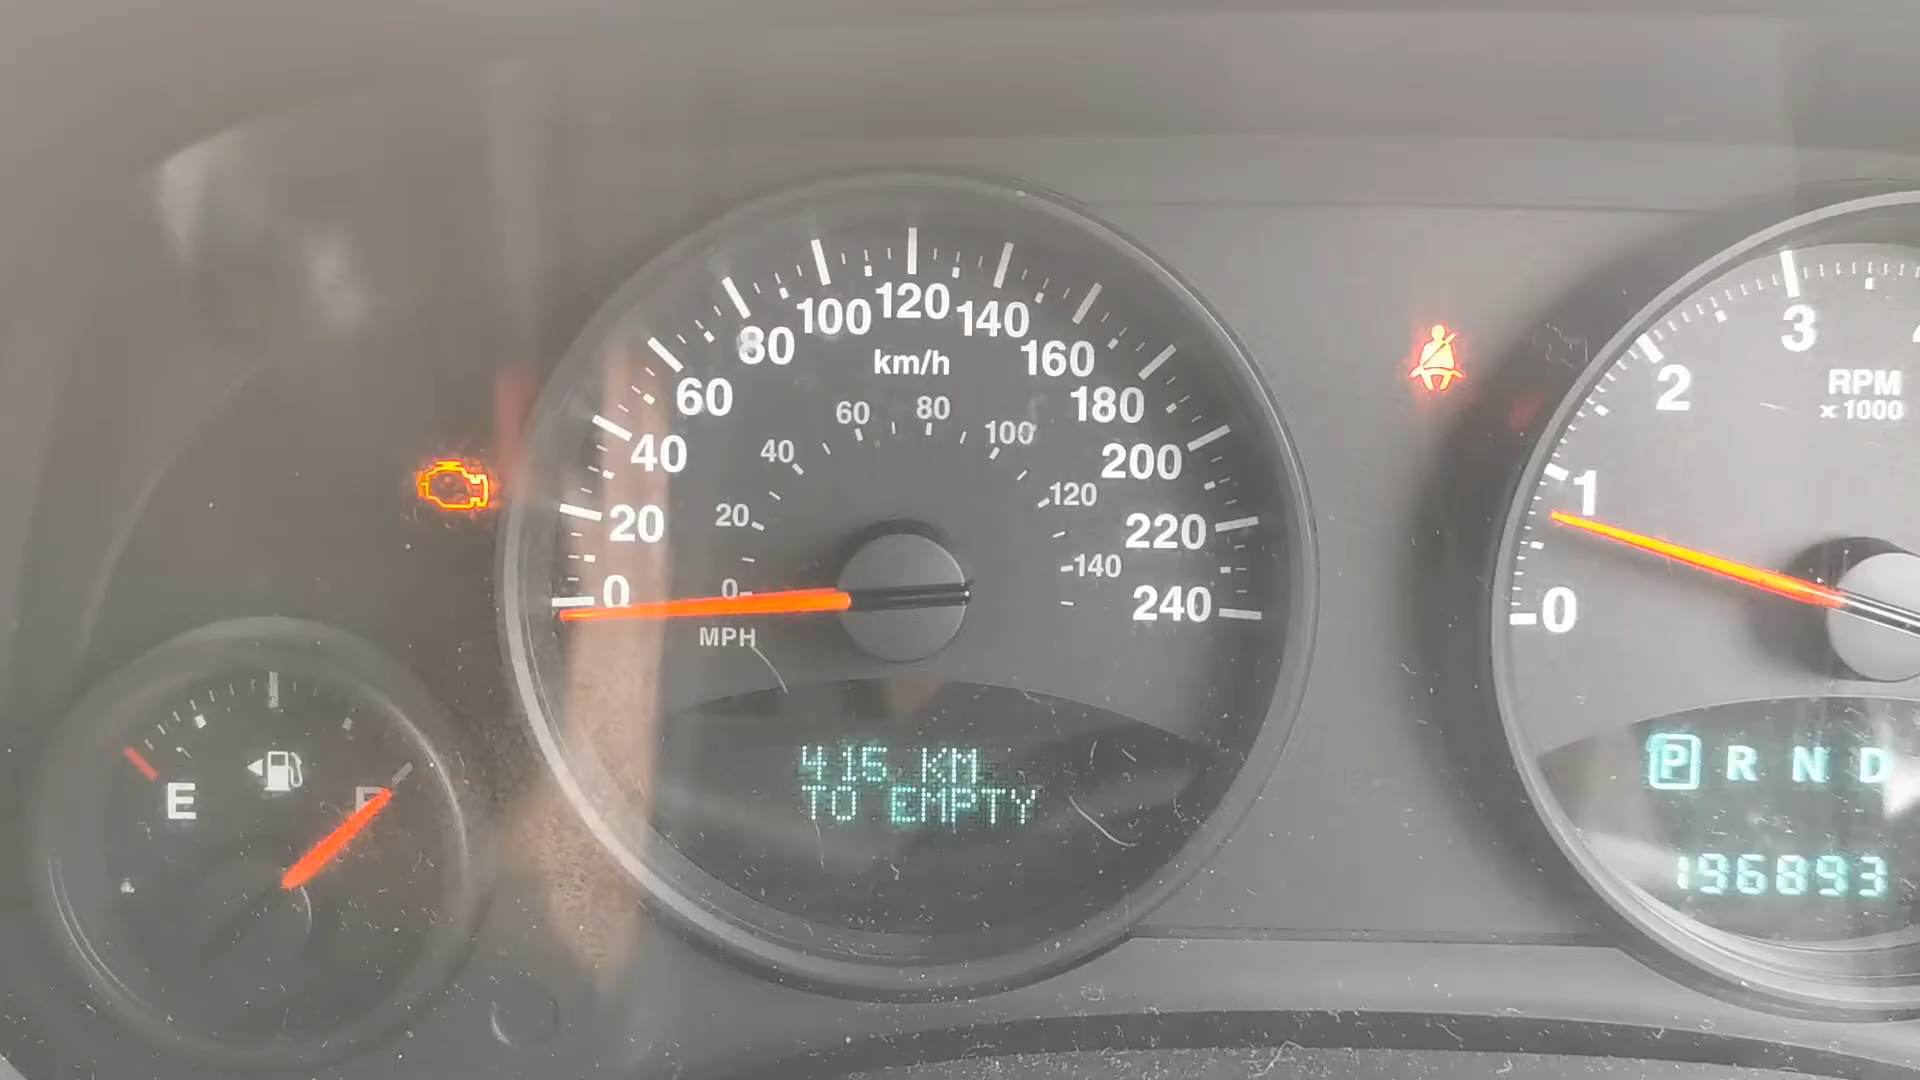 100 120 140
80 160
km/h
60 180
40 200
20 220
0 240
60 80
40 100
20 120
0 140
MPH
415 KM
TO EMPTY
E F
3
2
1
0
RPM
x 1000
P R N D
196893